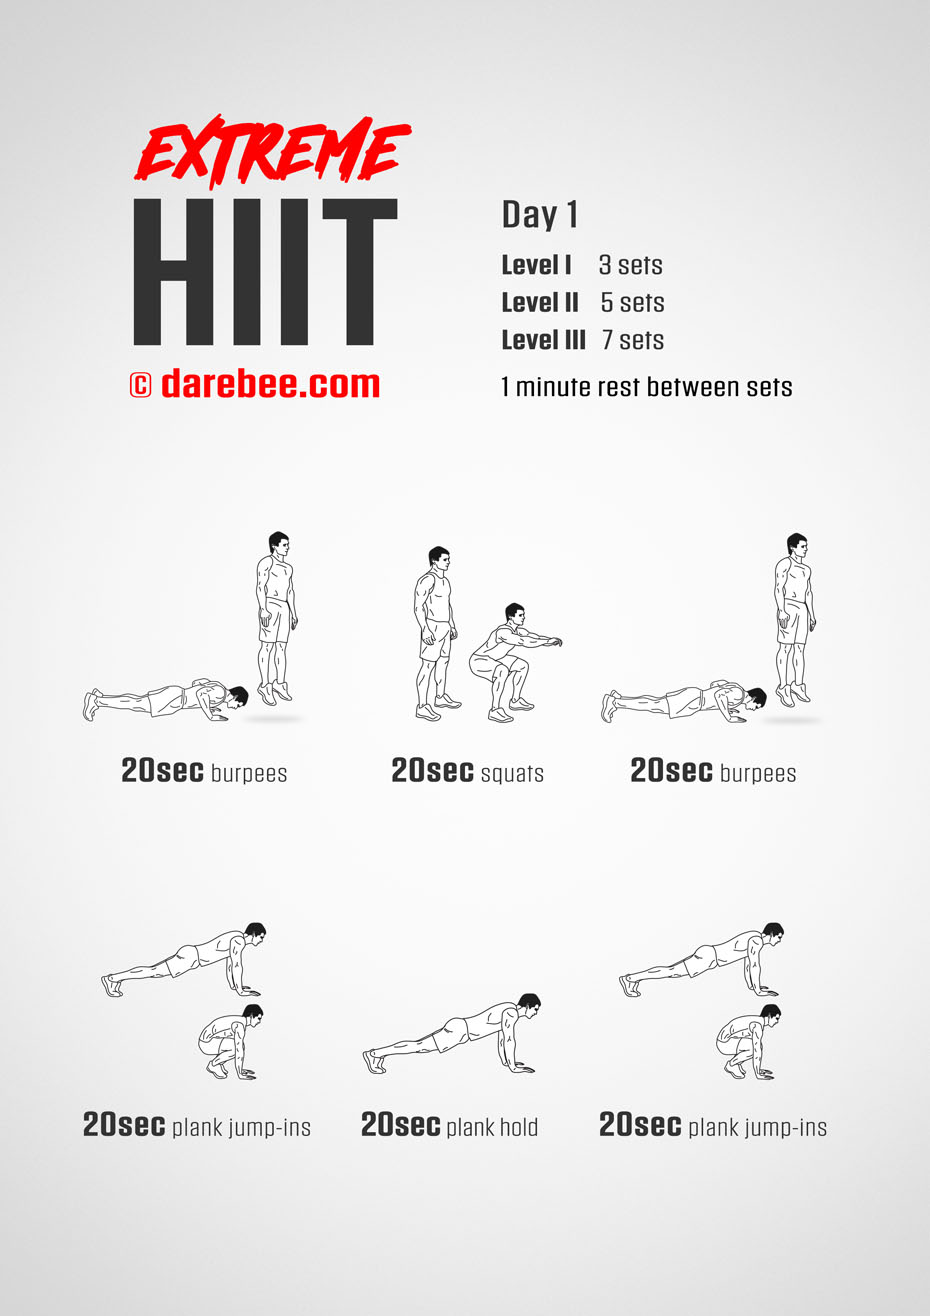 EXTREME
HIIT
© darebee.com
Day 1
Level I 3 sets
Level II 5 sets
Level III 7 sets
1 minute rest between sets
20sec burpees
20sec squats
20sec burpees
20sec plank jump-ins
20sec plank hold
20sec plank jump-ins